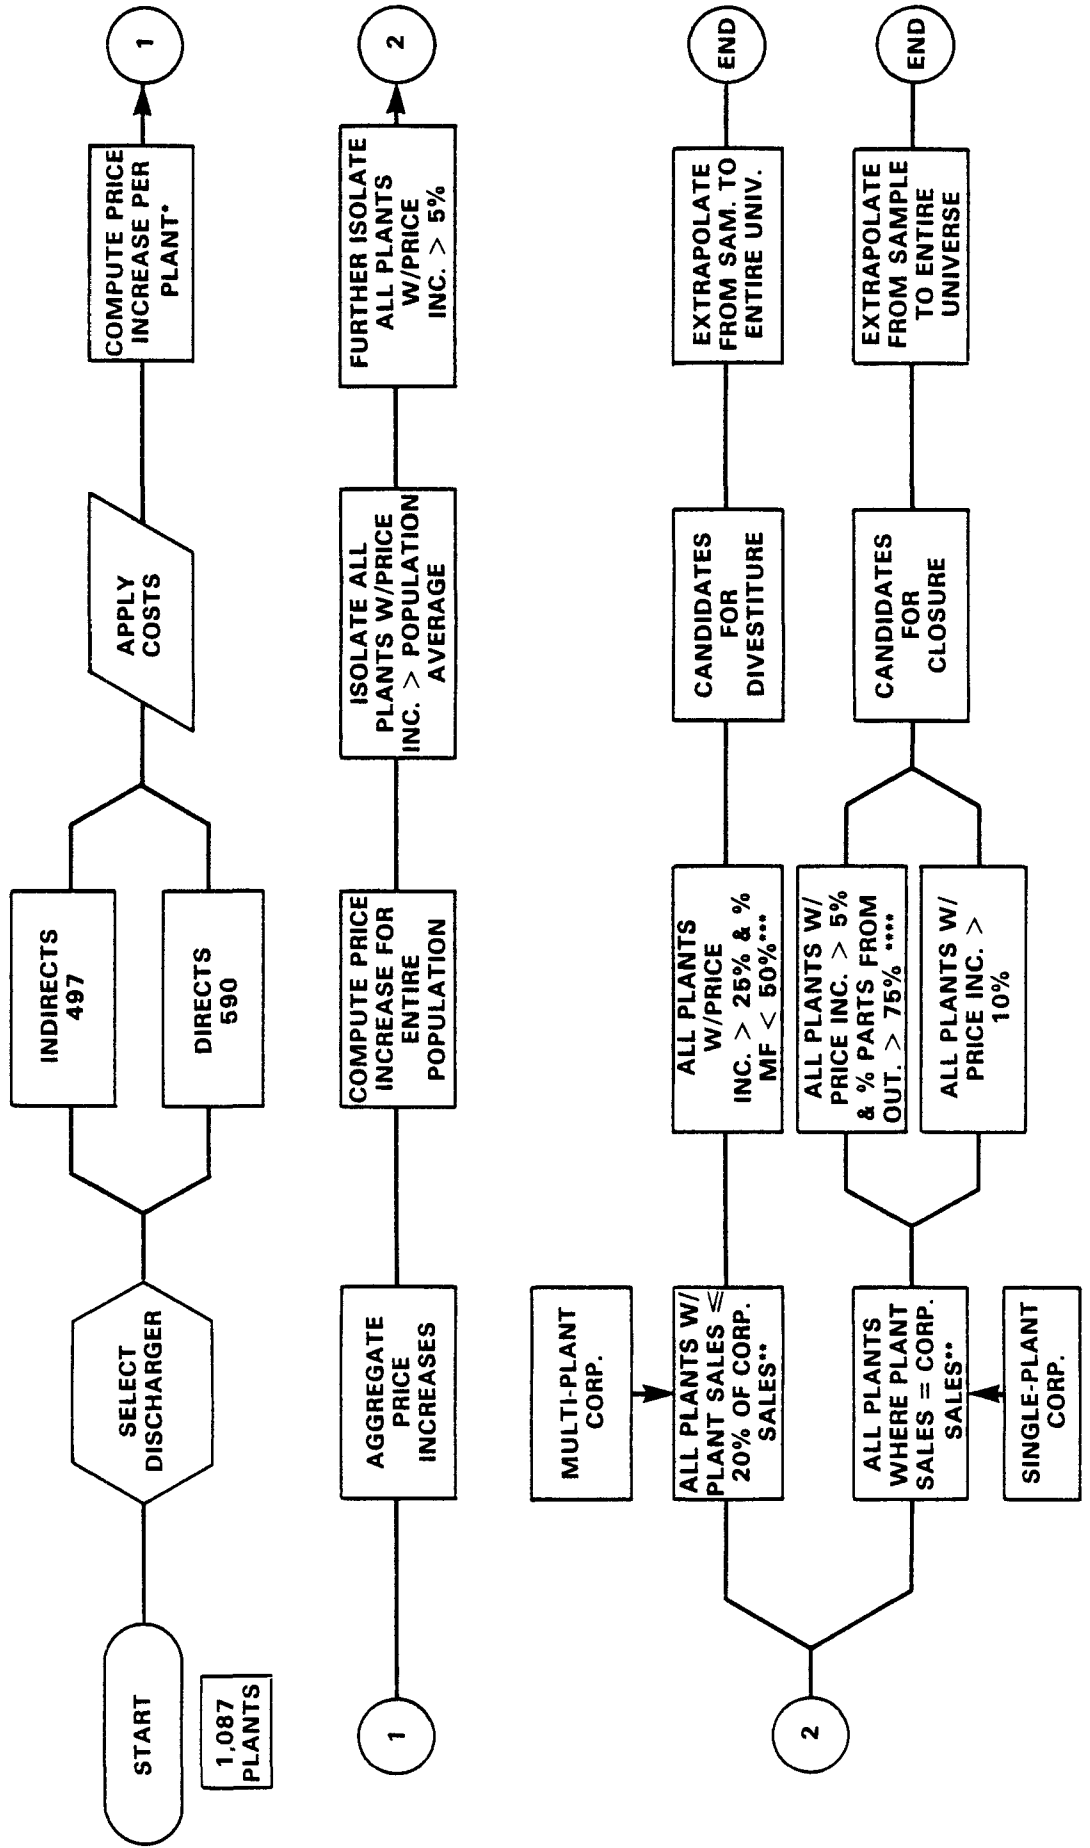 START
1,087
PLANTS
SELECT
DISCHARGER
INDIRECTS
497
DIRECTS
590
APPLY
COSTS
COMPUTE PRICE
INCREASE PER
PLANT*
1
1
AGGREGATE
PRICE
INCREASES
COMPUTE PRICE
INCREASE FOR
ENTIRE
POPULATION
ISOLATE ALL
PLANTS W/PRICE
INC. > POPULATION
AVERAGE
FURTHER ISOLATE
ALL PLANTS
W/PRICE
INC. > 5%
2
2
MULTI-PLANT
CORP.
ALL PLANTS W/
PLANT SALES ≤
20% OF CORP.
SALES**
ALL PLANTS
W/PRICE
INC. > 25% & %
MF < 50%***
CANDIDATES
FOR
DIVESTITURE
EXTRAPOLATE
FROM SAM. TO
ENTIRE UNIV.
END
ALL PLANTS
WHERE PLANT
SALES = CORP.
SALES**
SINGLE-PLANT
CORP.
ALL PLANTS W/
PRICE INC. > 5%
& % PARTS FROM
OUT. > 75% ****
ALL PLANTS W/
PRICE INC. >
10%
CANDIDATES
FOR
CLOSURE
EXTRAPOLATE
FROM SAMPLE
TO ENTIRE
UNIVERSE
END